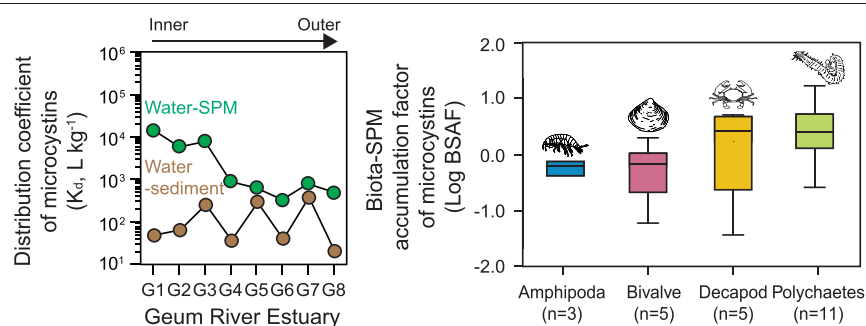 Inner Outer
Distribution coefficient
of microcystins
(Kd, L kg-1)
10⁶
10⁵
10⁴
10³
10²
10¹
Water-SPM
Water
-sediment
G1 G2 G3 G4 G5 G6 G7 G8
Geum River Estuary
Biota-SPM
accumulation factor
of microcystins
(Log BSAF)
2.0
1.0
0.0
-1.0
-2.0
Amphipoda Bivalve Decapod Polychaetes
(n=3) (n=5) (n=5) (n=11)